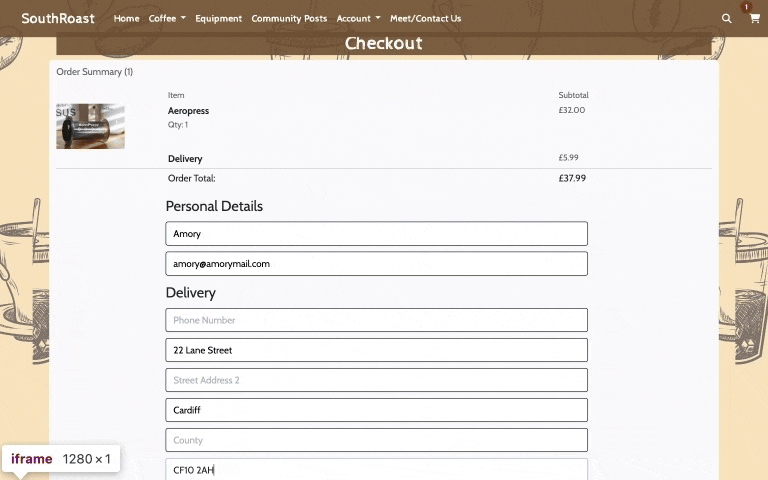 SouthRoast Home Coffee Equipment Community Posts Account Meet/Contact Us 1
Checkout
Order Summary (1)
Item Subtotal
Aeropress £32.00
Qty: 1
Delivery £5.99
Order Total: £37.99
Personal Details
Amory
amory@amorymail.com
Delivery
Phone Number
22 Lane Street
Street Address 2
Cardiff
County
CF10 2AH
iframe 1280 × 1